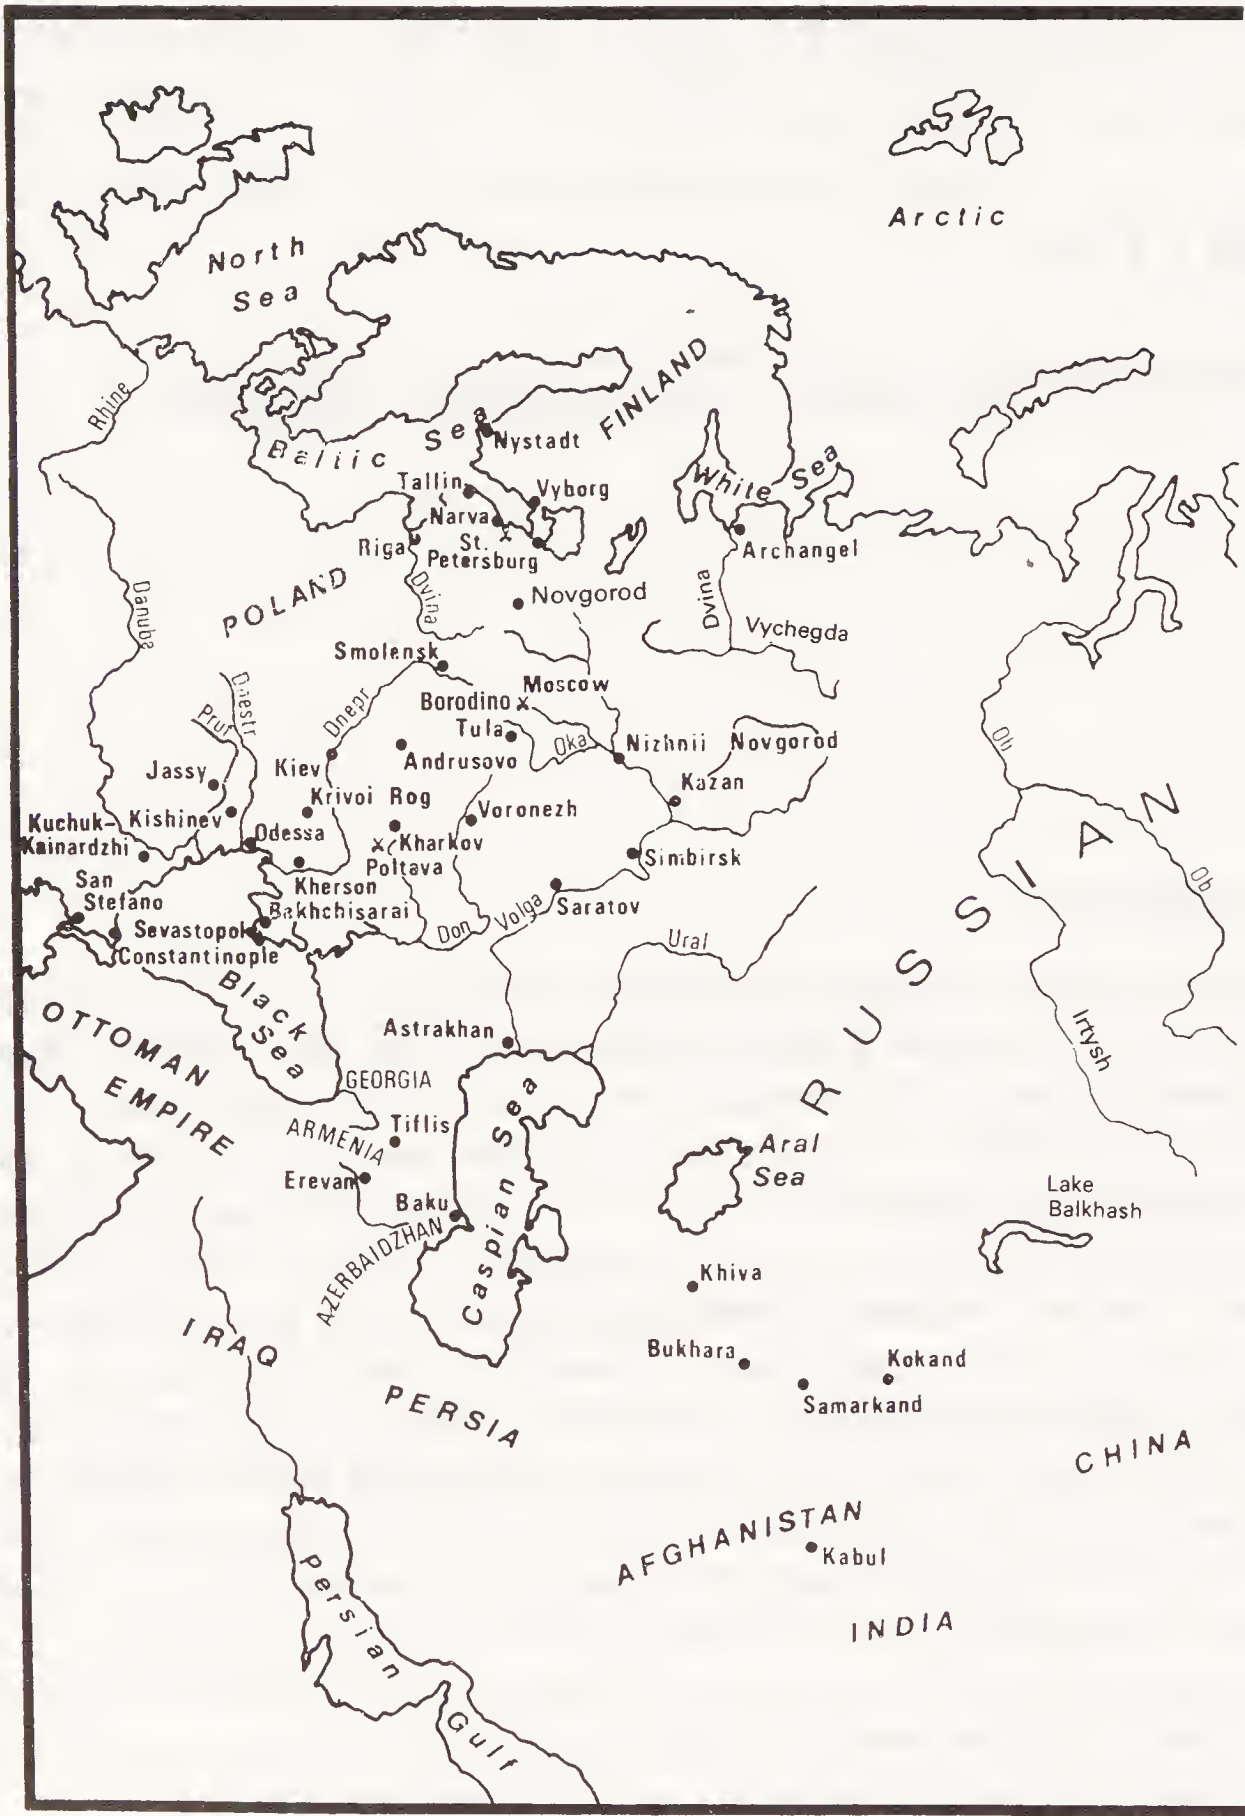 Arctic
North
Sea
Rhine
FINLAND
Baltic Sea
Nystadt
White Sea
Tallin
Vyborg
Narva
Riga
St.
Petersburg
Archangel
Danube
POLAND
Dvina
Novgorod
Dvina
Vychegda
Smolensk
Moscow
Dnestr
Prut
Dnepr
Borodino
Tula
Oka
Nizhnii Novgorod
Ob
Jassy
Kiev
Andrusovo
Kazan
Krivoi Rog
Kishinev
Voronezh
Kuchuk-
Kainardzhi
Odessa
Kharkov
Poltava
Simbirsk
San
Stefano
Kherson
Bakhchisarai
Saratov
Ob
Sevastopol
Don
Volga
Ural
Constantinople
Black
Sea
RUSSIAN
OTTOMAN
EMPIRE
Astrakhan
Irtysh
GEORGIA
ARMENIA
Tiflis
Caspian Sea
Aral
Sea
Erevan
Lake
Balkhash
Baku
AZERBAIDZHAN
Khiva
IRAQ
Bukhara
Kokand
Samarkand
PERSIA
CHINA
AFGHANISTAN
Kabul
INDIA
Persian
Gulf